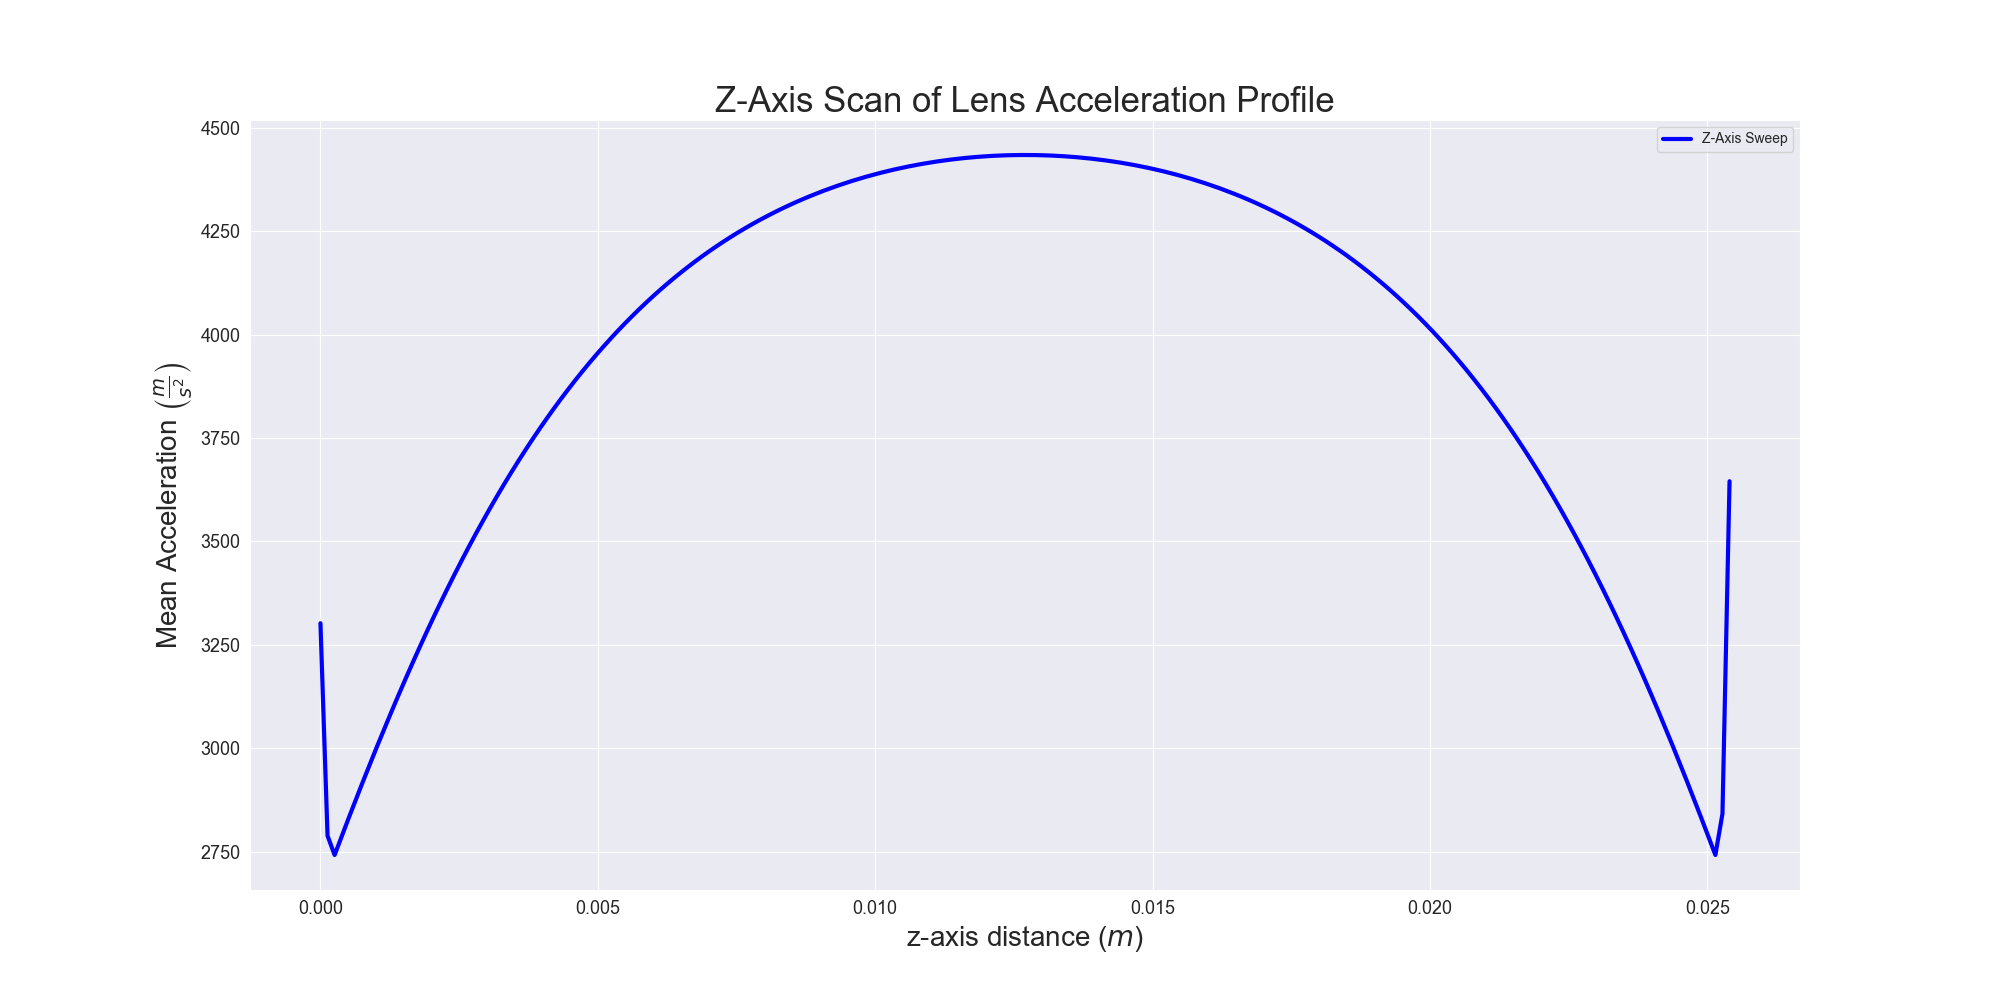 Z-Axis Scan of Lens Acceleration Profile
Z-Axis Sweep
4500
4250
4000
3750
3500
3250
3000
2750
Mean Acceleration (m/s²)
0.000 0.005 0.010 0.015 0.020 0.025
z-axis distance (m)